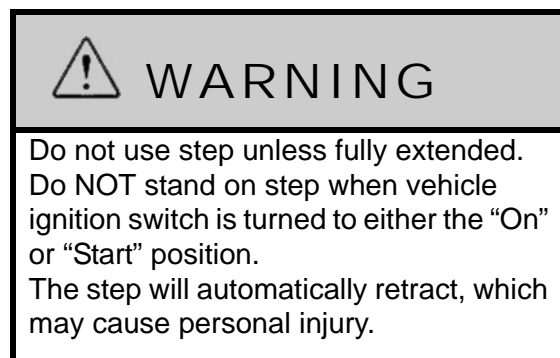 WARNING
Do not use step unless fully extended.
Do NOT stand on step when vehicle
ignition switch is turned to either the “On”
or “Start” position.
The step will automatically retract, which
may cause personal injury.